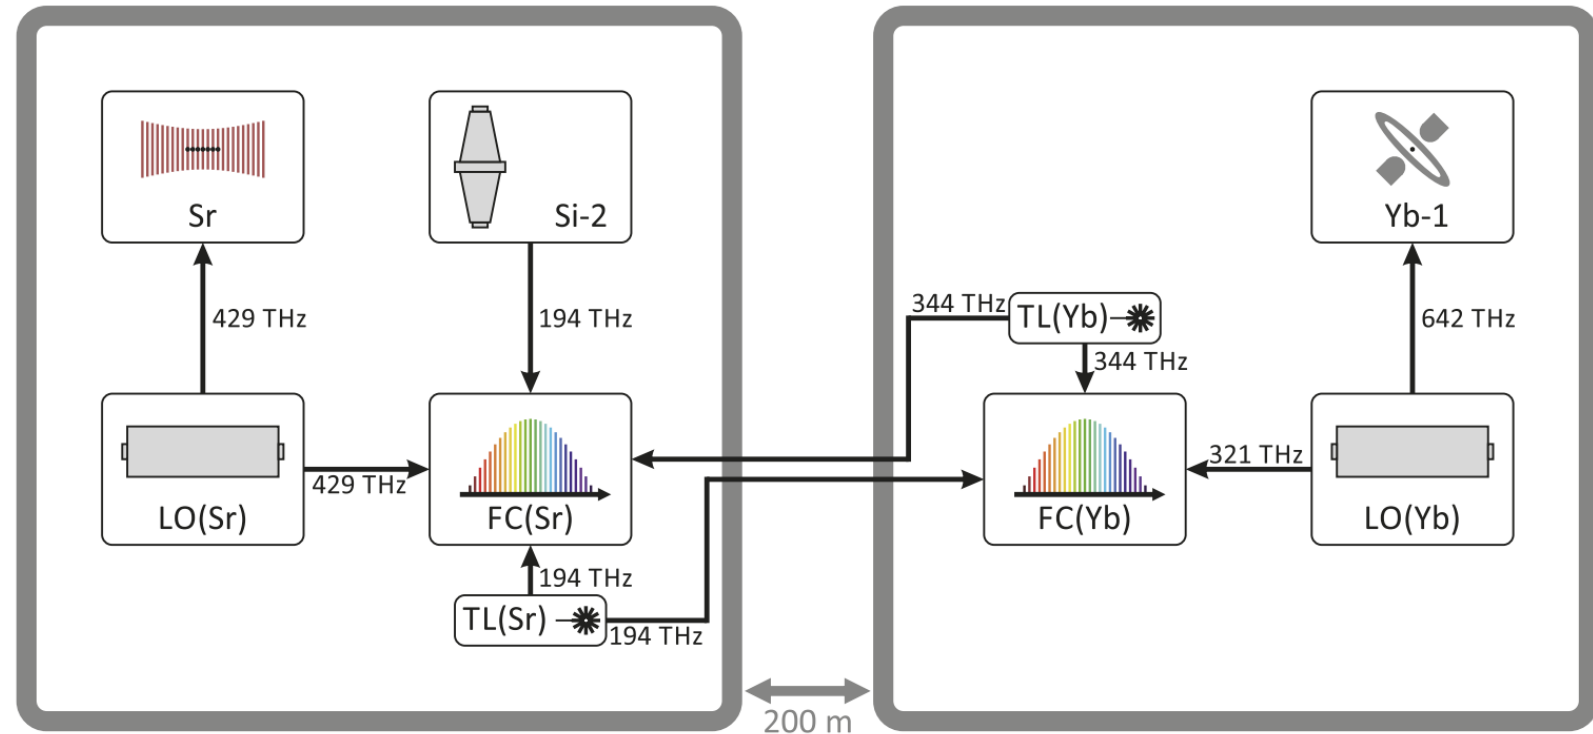 Sr
Si-2
Yb-1
429 THz
194 THz
344 THz
TL(Yb)
344 THz
642 THz
429 THz
321 THz
LO(Sr)
FC(Sr)
FC(Yb)
LO(Yb)
194 THz
TL(Sr)
194 THz
200 m